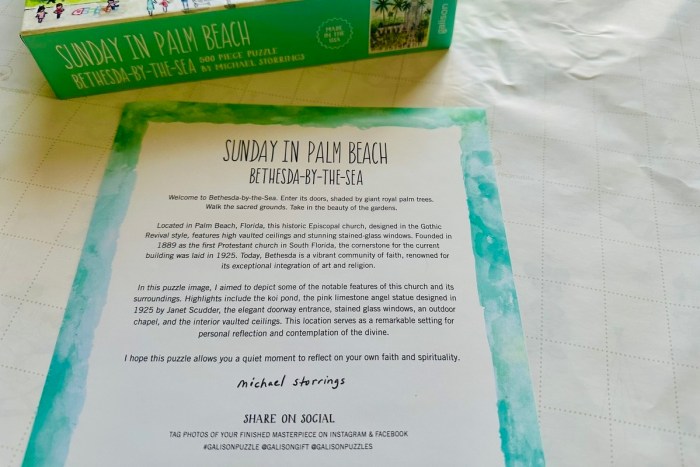 SUNDAY IN PALM BEACH
BETHESDA-BY-THE-SEA
500 PIECE PUZZLE
BY MICHAEL STORRINGS
MADE
IN THE
USA
galison
SUNDAY IN PALM BEACH
BETHESDA-BY-THE-SEA
Welcome to Bethesda-by-the-Sea. Enter its doors, shaded by giant royal palm trees.
Walk the sacred grounds. Take in the beauty of the gardens.
Located in Palm Beach, Florida, this historic Episcopal church, designed in the Gothic
Revival style, features high vaulted ceilings and stunning stained-glass windows. Founded in
1889 as the first Protestant church in South Florida, the cornerstone for the current
building was laid in 1925. Today, Bethesda is a vibrant community of faith, renowned for
its exceptional integration of art and religion.
In this puzzle image, I aimed to depict some of the notable features of this church and its
surroundings. Highlights include the koi pond, the pink limestone angel statue designed in
1925 by Janet Scudder, the elegant doorway entrance, stained glass windows, an outdoor
chapel, and the interior vaulted ceilings. This location serves as a remarkable setting for
personal reflection and contemplation of the divine.
I hope this puzzle allows you a quiet moment to reflect on your own faith and spirituality.
michael storrings
SHARE ON SOCIAL
TAG PHOTOS OF YOUR FINISHED MASTERPIECE ON INSTAGRAM & FACEBOOK
#GALISONPUZZLE @GALISONGIFT @GALISONPUZZLES